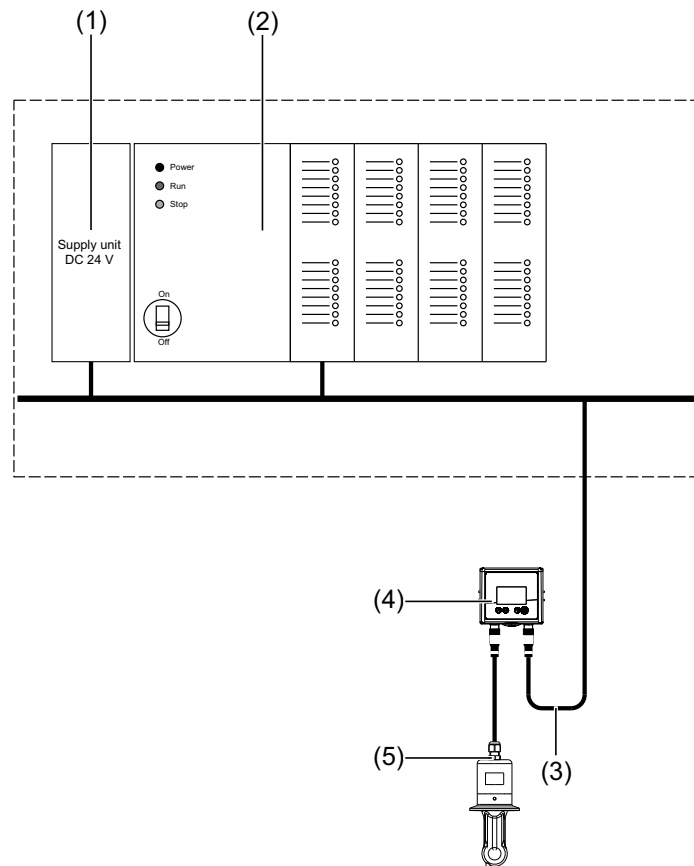 (1)
(2)
Power
Run
Stop
Supply unit
DC 24 V
On
Off
(4)
(5)
(3)